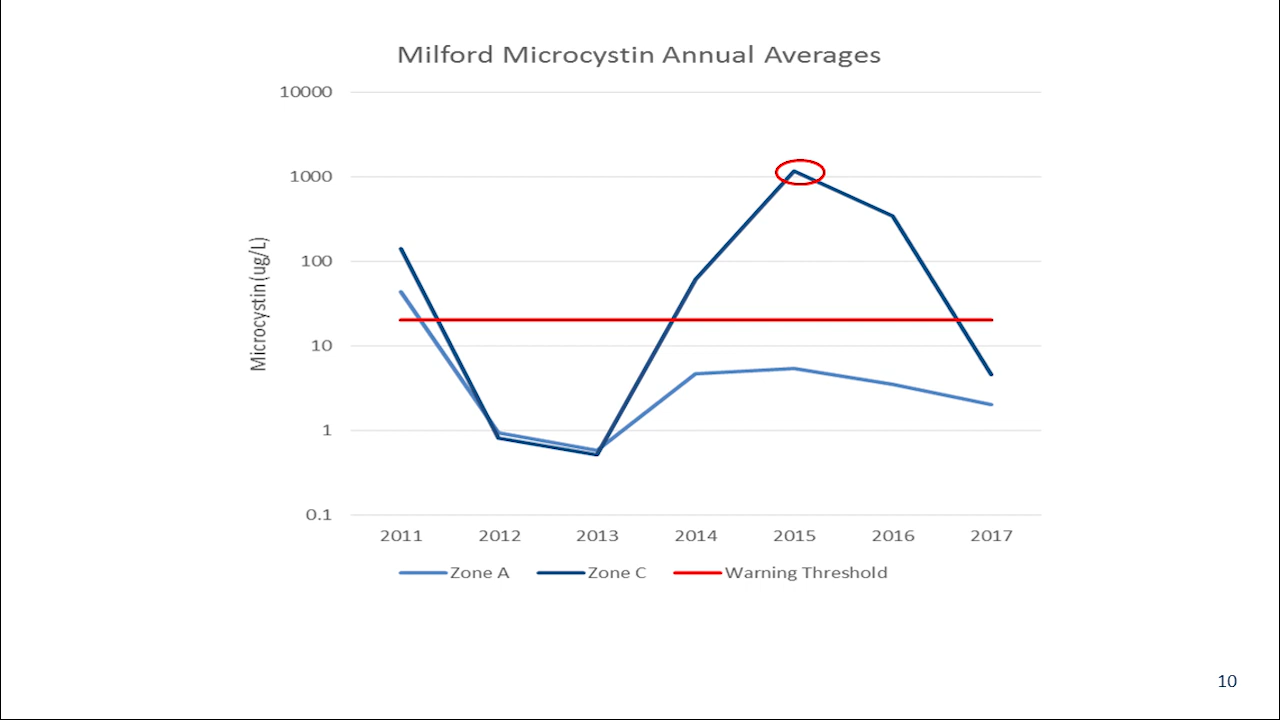 Milford Microcystin Annual Averages
10000
1000
100
10
1
0.1
Microcystin (ug/L)
2011 2012 2013 2014 2015 2016 2017
Zone A Zone C Warning Threshold
10